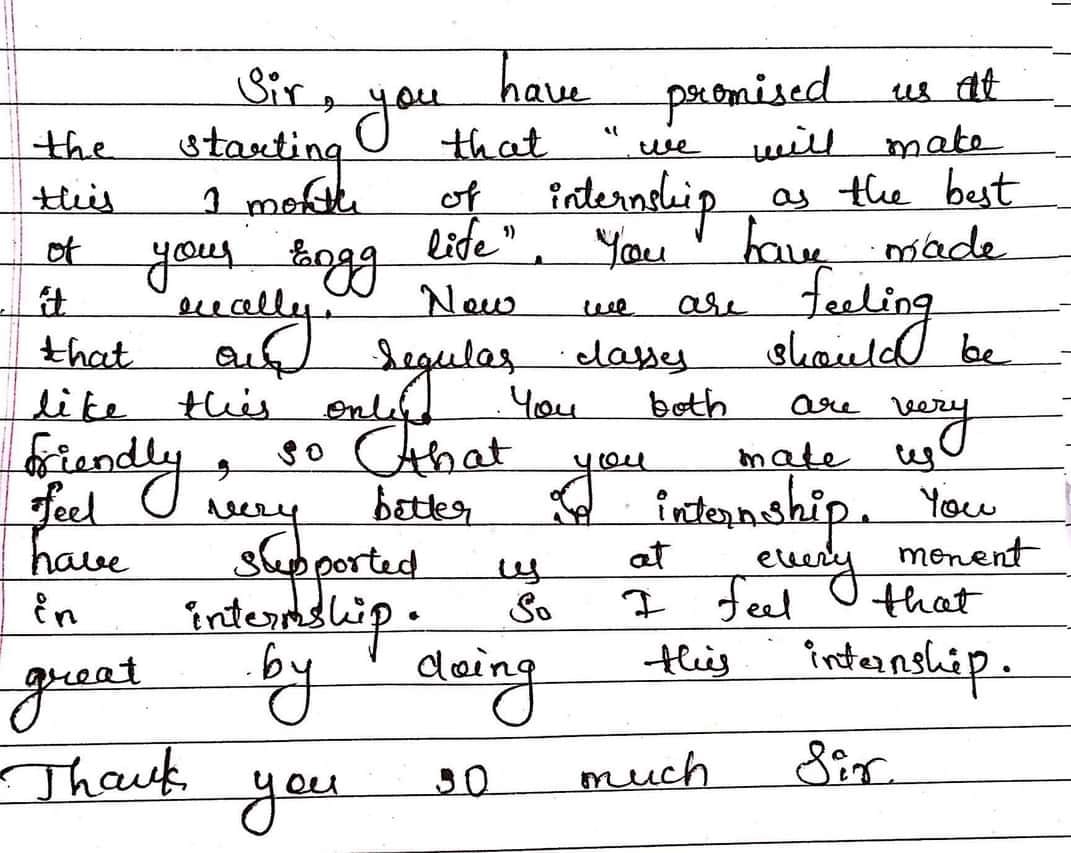 Sir, you have promised us at
the starting that "we will make
this 1 month of internship as the best
of your Engg life". You have made
it really. Now we are feeling
that our regular classes should be
like this only. You both are very
friendly, so that you make us
feel very better in internship. You
have supported us at every monent
in internship. So I feel that
great by doing this internship.
Thank you so much Sir.